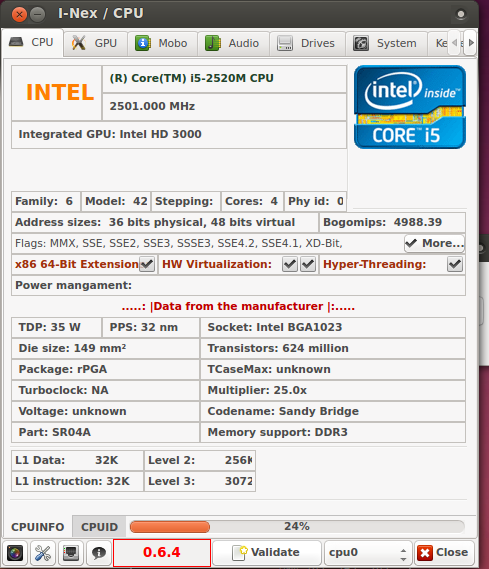 I-Nex / CPU
CPU GPU Mobo Audio Drives System Ke
INTEL
(R) Core(TM) i5-2520M CPU
2501.000 MHz
Integrated GPU: Intel HD 3000
intel inside™
CORE™ i5
Family: 6 Model: 42 Stepping: Cores: 4 Phy id: 0
Address sizes: 36 bits physical, 48 bits virtual Bogomips: 4988.39
Flags: MMX, SSE, SSE2, SSE3, SSSE3, SSE4.2, SSE4.1, XD-Bit, More...
x86 64-Bit Extension HW Virtualization: Hyper-Threading:
Power mangament:
.....: |Data from the manufacturer |:.....
TDP: 35 W PPS: 32 nm Socket: Intel BGA1023
Die size: 149 mm² Transistors: 624 million
Package: rPGA TCaseMax: unknown
Turboclock: NA Multiplier: 25.0x
Voltage: unknown Codename: Sandy Bridge
Part: SR04A Memory support: DDR3
L1 Data: 32K Level 2: 256K
L1 instruction: 32K Level 3: 3072
CPUINFO CPUID 24%
0.6.4 Validate cpu0 Close